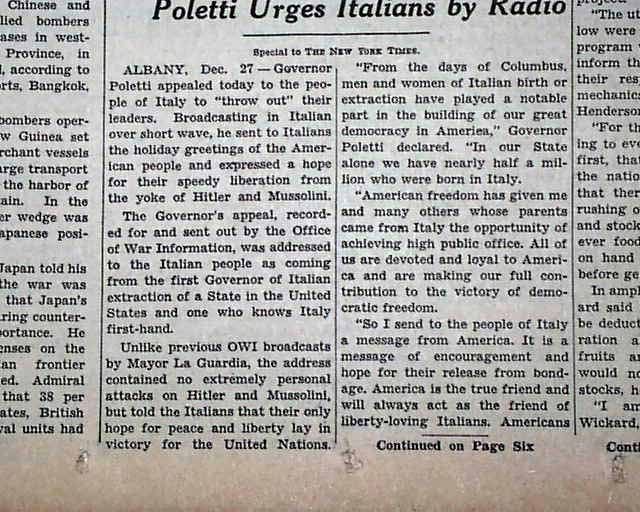 Chinese and
lied bombers
ases in west-
Province, in
, according to
rts, Bangkok,
bombers oper-
w Guinea set
rchant vessels
arge transport
the harbor of
tain. In the
er wedge was
apanese posi-
Japan told his
the war was
that Japan's
ring counter-
portance. He
enses on the
an frontier
ed. Admiral
that 38 per
ates, British
val units had
Poletti Urges Italians by Radio
Special to THE NEW YORK TIMES.
ALBANY, Dec. 27—Governor
Poletti appealed today to the peo-
ple of Italy to "throw out" their
leaders. Broadcasting in Italian
over short wave, he sent to Italians
the holiday greetings of the Amer-
ican people and expressed a hope
for their speedy liberation from
the yoke of Hitler and Mussolini.
The Governor's appeal, record-
ed for and sent out by the Office
of War Information, was addressed
to the Italian people as coming
from the first Governor of Italian
extraction of a State in the United
States and one who knows Italy
first-hand.
Unlike previous OWI broadcasts
by Mayor La Guardia, the address
contained no extremely personal
attacks on Hitler and Mussolini,
but told the Italians that their only
hope for peace and liberty lay in
victory for the United Nations.
"From the days of Columbus,
men and women of Italian birth or
extraction have played a notable
part in the building of our great
democracy in America," Governor
Poletti declared. "In our State
alone we have nearly half a mil-
lion who were born in Italy.
"American freedom has given me
and many others whose parents
came from Italy the opportunity of
achieving high public office. All of
us are devoted and loyal to Ameri-
ca and are making our full con-
tribution to the victory of demo-
cratic freedom.
"So I send to the people of Italy
a message from America. It is a
message of encouragement and
hope for their release from bond-
age. America is the true friend and
will always act as the friend of
liberty-loving Italians. Americans
Continued on Page Six
"The ut
low were
program
inform th
their res
mechanics
Henderson
"For th
ing to eve
first, that
the natio
that ther
rushing o
and stock
ever food
on hand
before ge
In ampl
ard said
be deduc
ration a
fruits a
would no
stocks, h
"I am
Wickard,
Conti